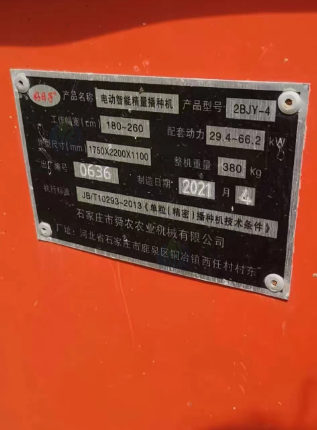 产品名称 电动智能精量播种机 产品型号 2BJY-4
工作幅宽(cm 180-260 配套动力 29.4-66.2 kW
外型尺寸(mm) 1750X2200X1100 整机重量 380 kg
出厂编号 0636 制造日期 2021 月 4
执行标准 JB/T10293-2013《单粒(精密)播种机技术条件》
石家庄市舜农农业机械有限公司
厂址:河北省石家庄市鹿泉区铜冶镇西任村村东